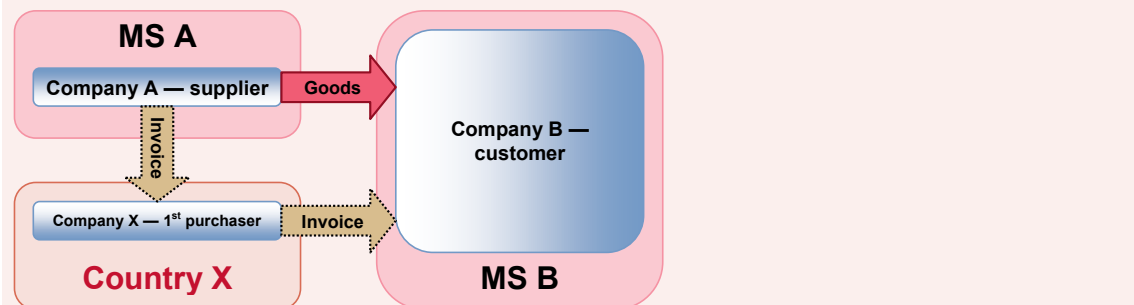 MS A
Company A — supplier
Goods
Invoice
Company B —
customer
Company X — 1st purchaser
Invoice
Country X
MS B